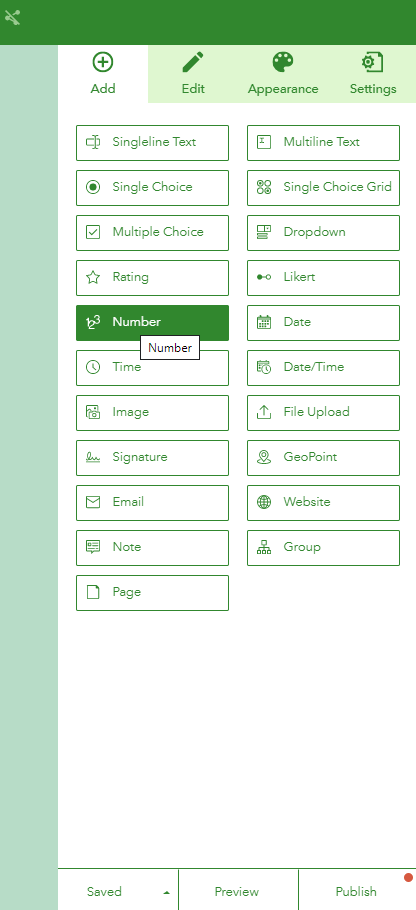 Add Edit Appearance Settings
Singleline Text Multiline Text
Single Choice Single Choice Grid
Multiple Choice Dropdown
Rating Likert
123 Number Date
Number
Time Date/Time
Image File Upload
Signature GeoPoint
Email Website
Note Group
Page
Saved Preview Publish